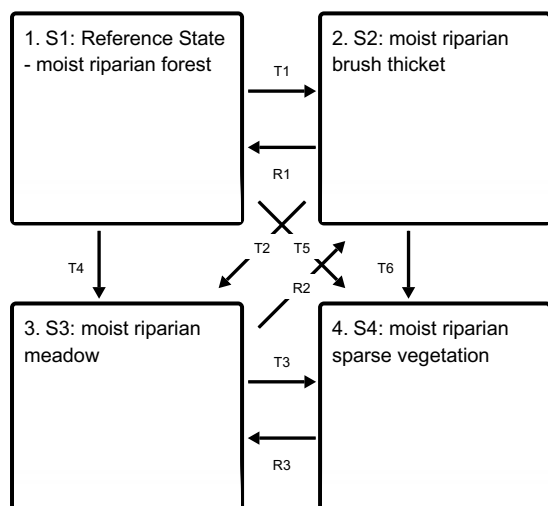 1. S1: Reference State
- moist riparian forest
2. S2: moist riparian
brush thicket
T1
R1
T2
T5
T4
T6
R2
3. S3: moist riparian
meadow
4. S4: moist riparian
sparse vegetation
T3
R3